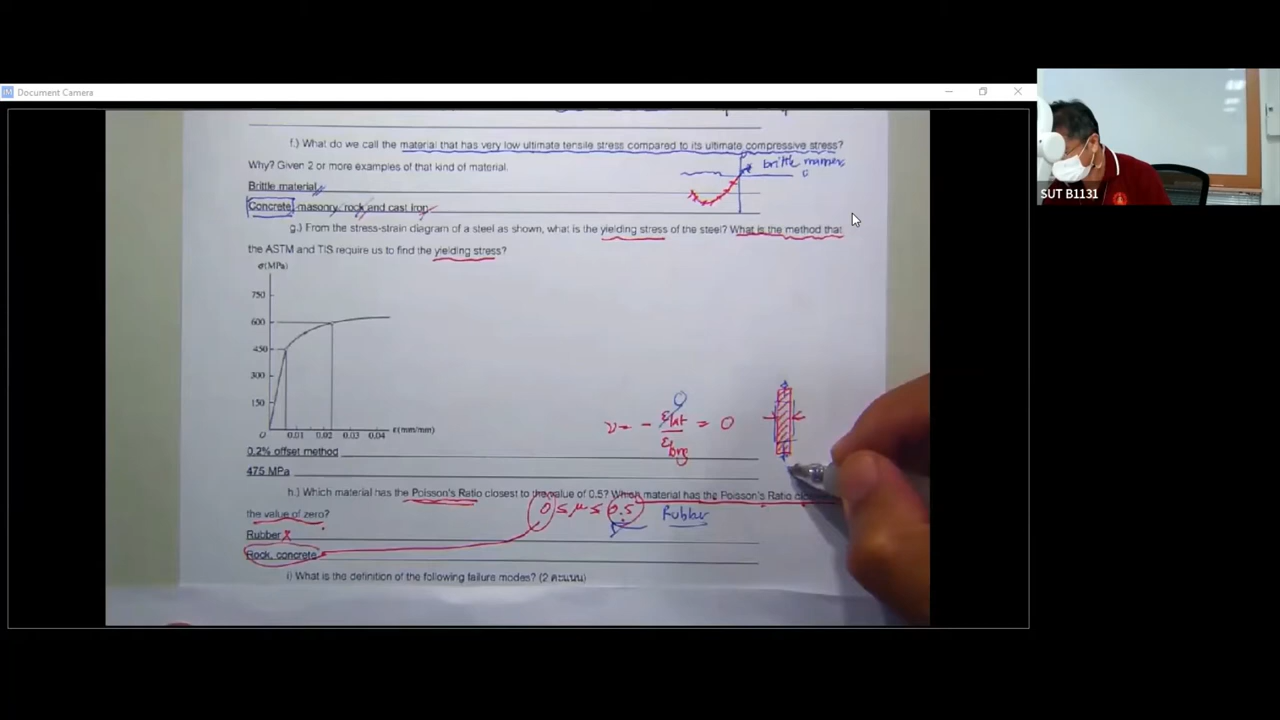 Document Camera
f.) What do we call the material that has very low ultimate tensile stress compared to its ultimate compressive stress?
Why? Given 2 or more examples of that kind of material.
brittle
Brittle material
Concrete, masonry, rock and cast iron
g.) From the stress-strain diagram of a steel as shown, what is the yielding stress of the steel? What is the method that
the ASTM and TIS require us to find the yielding stress?
σ(MPa)
750
600
450
300
150
O 0.01 0.02 0.03 0.04 ε(mm/mm)
0.2% offset method
475 MPa
h.) Which material has the Poisson's Ratio closest to the value of 0.5? Which material has the Poisson's Ratio
the value of zero?
0 ≤ μ ≤ 0.5
Rubber
Rubber
Rock, concrete
i) What is the definition of the following failure modes? (2 คะแนน)
SUT B1131